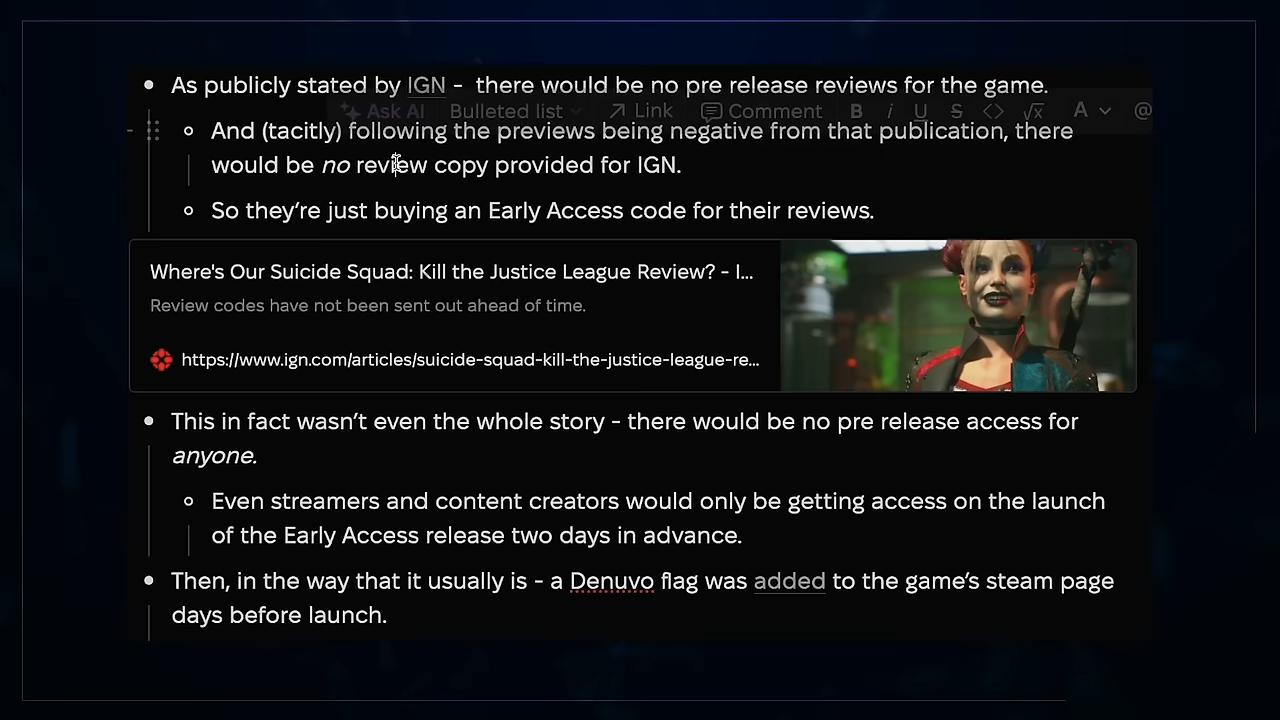 As publicly stated by IGN - there would be no pre release reviews for the game.
Ask AI Bulleted list Link Comment B i U S <> √x A @
And (tacitly) following the previews being negative from that publication, there
would be no review copy provided for IGN.
So they’re just buying an Early Access code for their reviews.
Where's Our Suicide Squad: Kill the Justice League Review? - I...
Review codes have not been sent out ahead of time.
https://www.ign.com/articles/suicide-squad-kill-the-justice-league-re...
This in fact wasn’t even the whole story - there would be no pre release access for
anyone.
Even streamers and content creators would only be getting access on the launch
of the Early Access release two days in advance.
Then, in the way that it usually is - a Denuvo flag was added to the game’s steam page
days before launch.